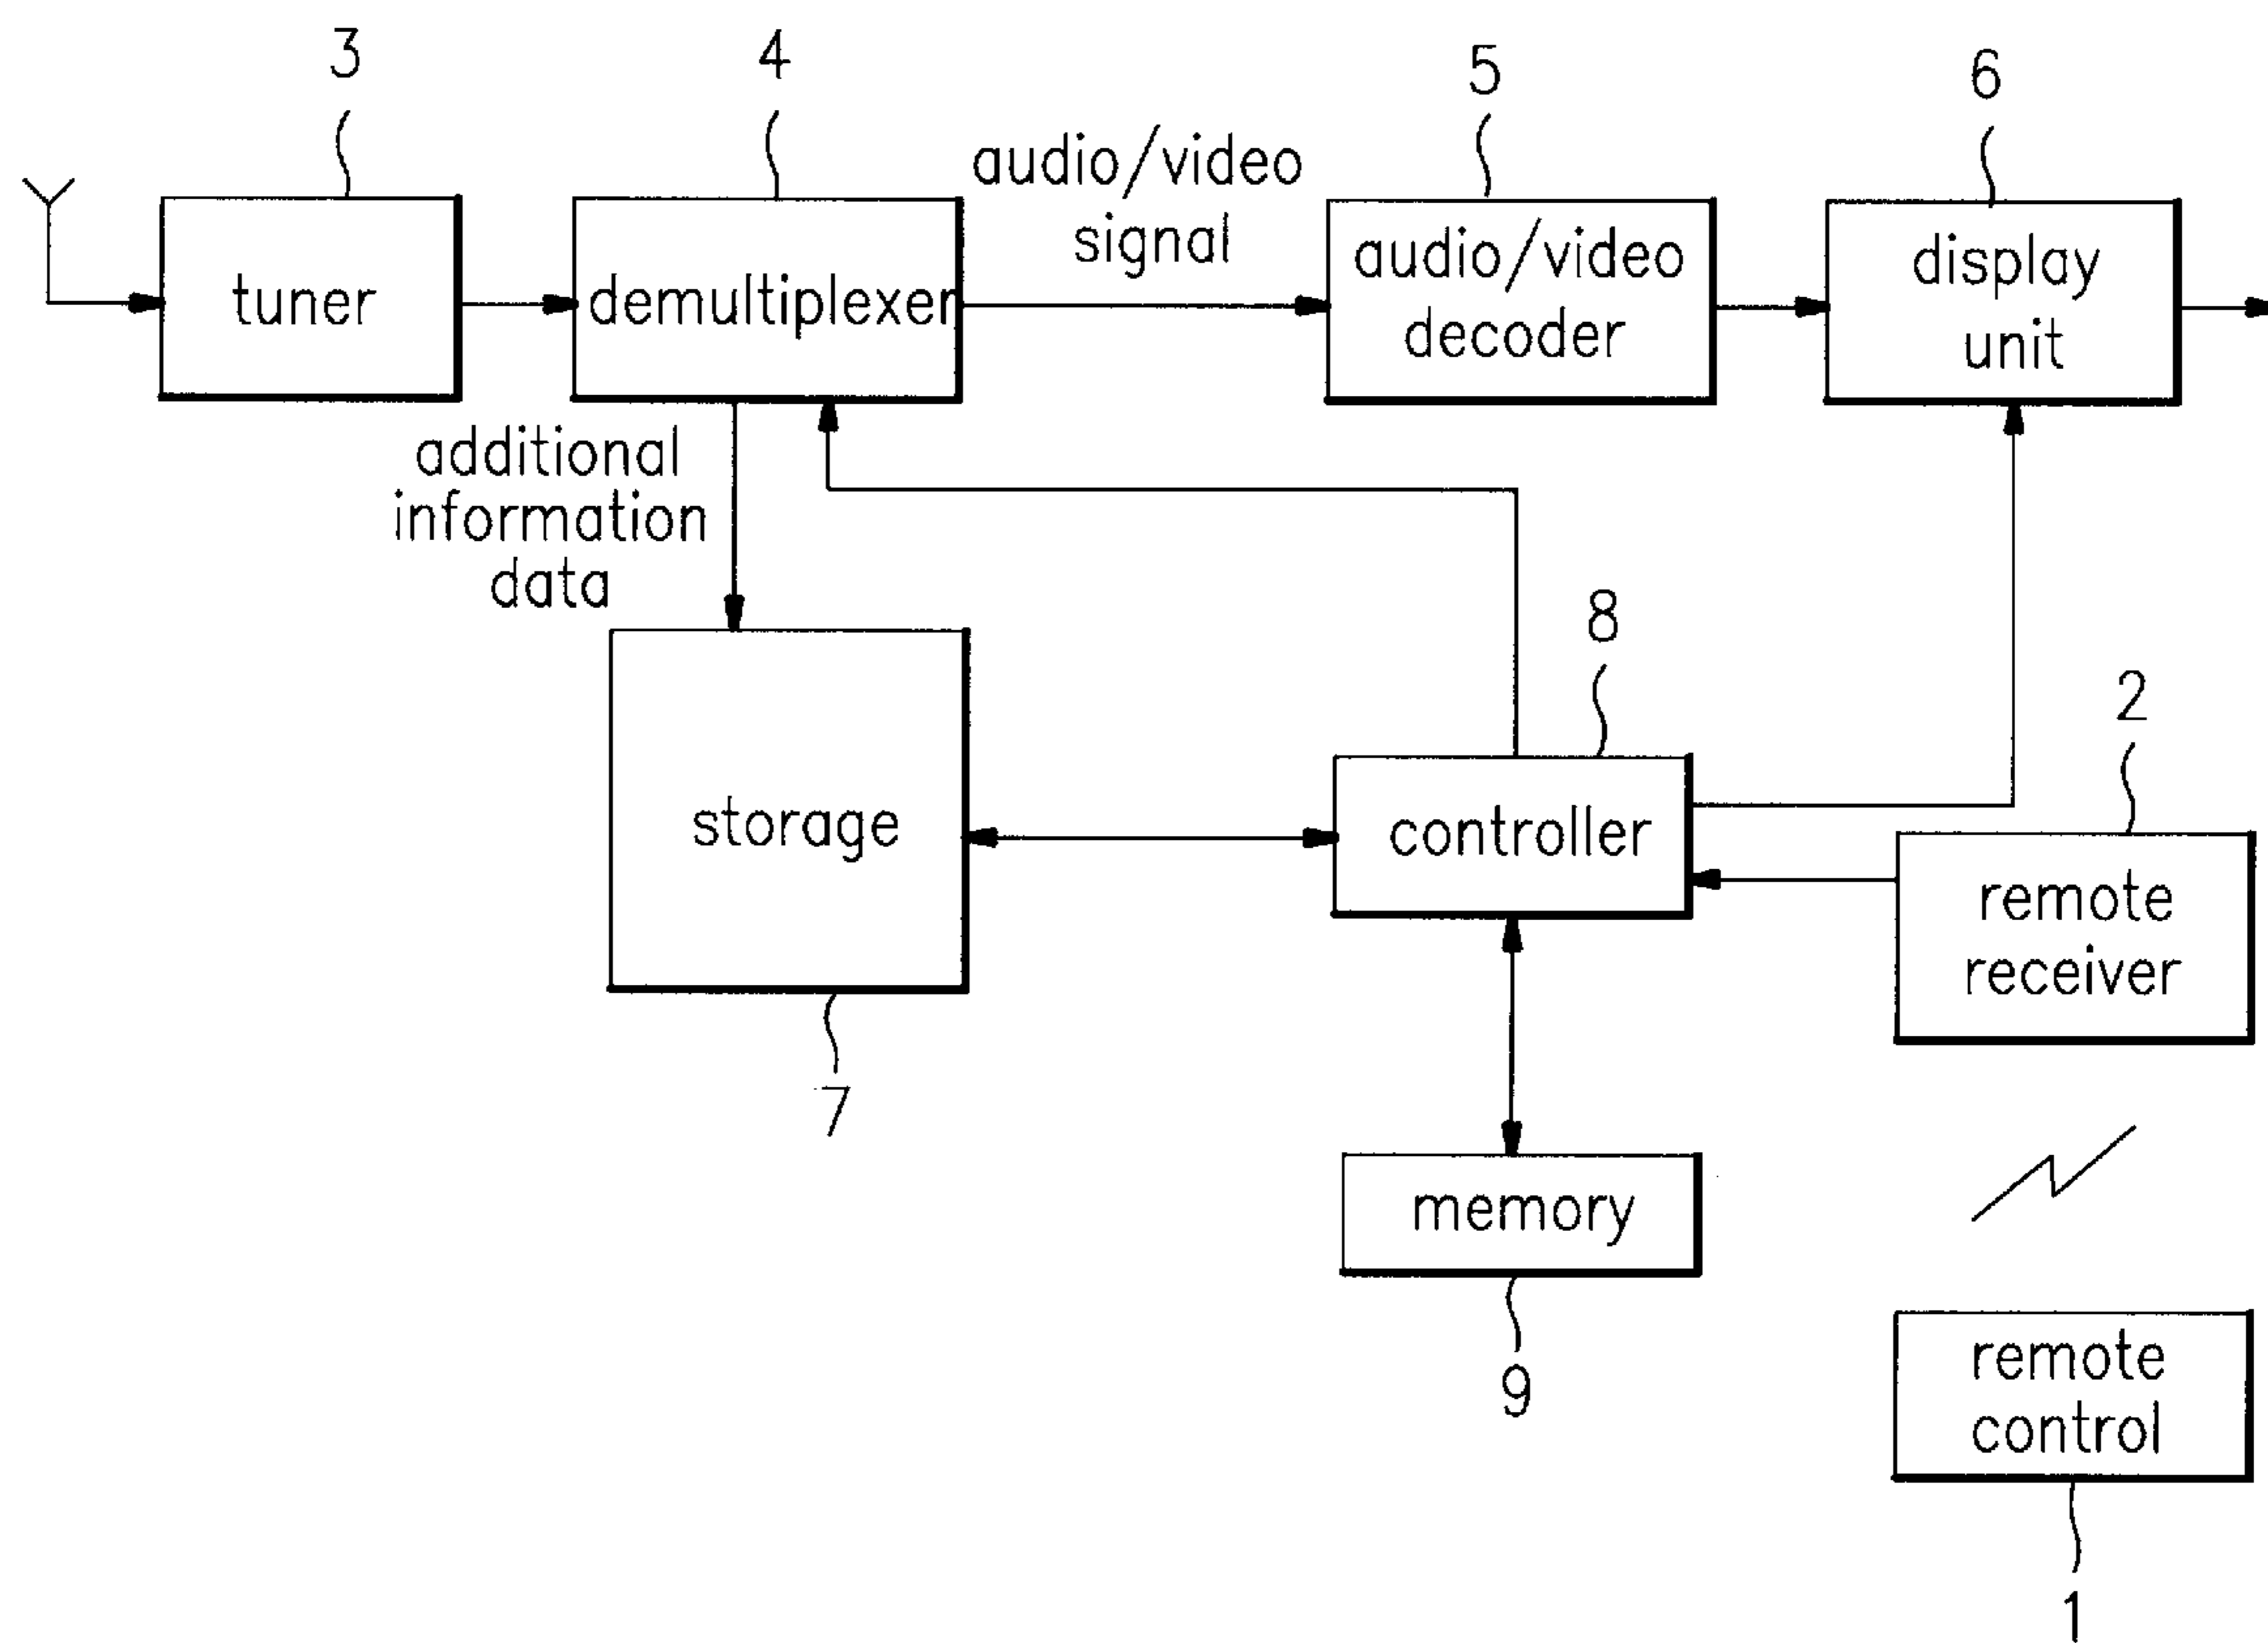 3
4
5
6
audio/video
signal
tuner
demultiplexer
audio/video
decoder
display
unit
additional
information
data
8
2
storage
controller
remote
receiver
7
memory
9
remote
control
1